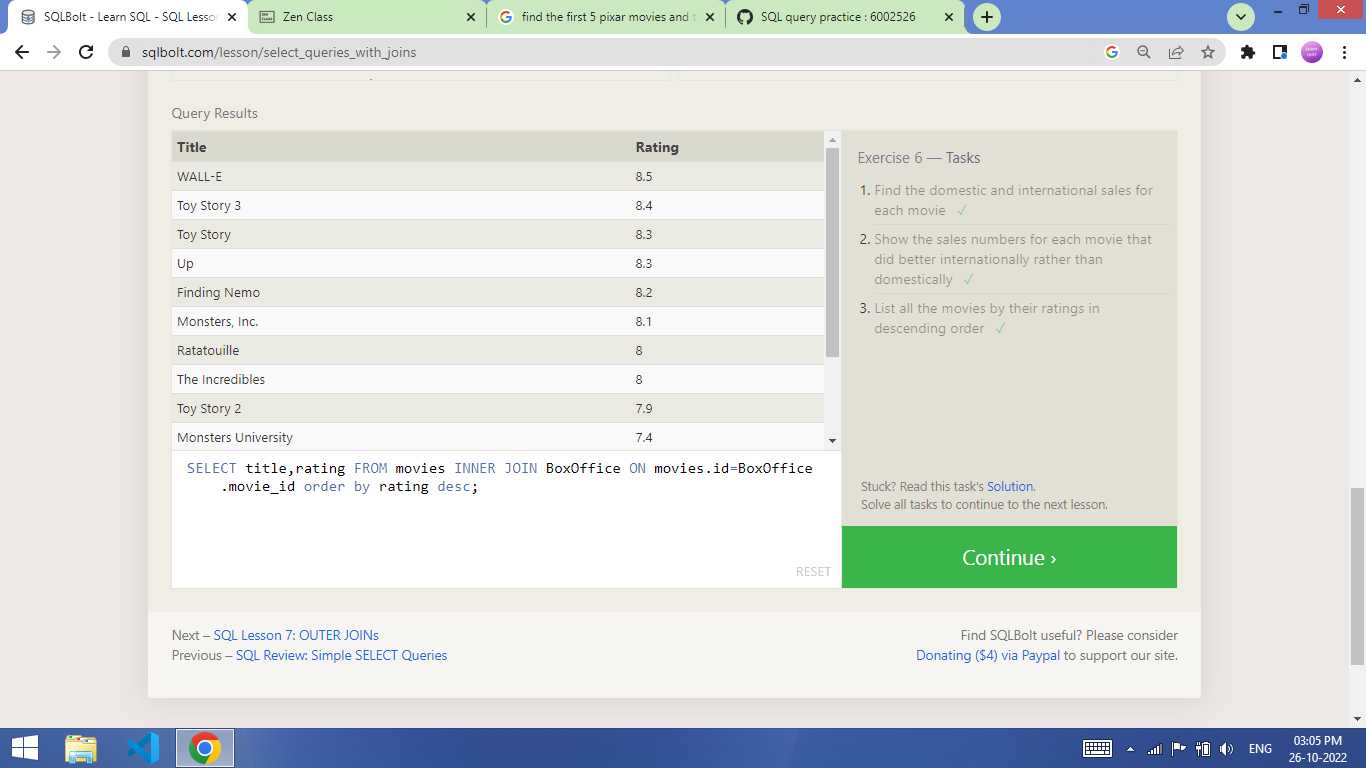 SQLBolt - Learn SQL - SQL Lesson
Zen Class
find the first 5 pixar movies and t
SQL query practice : 6002526
sqlbolt.com/lesson/select_queries_with_joins
Query Results
Title Rating
WALL-E 8.5
Toy Story 3 8.4
Toy Story 8.3
Up 8.3
Finding Nemo 8.2
Monsters, Inc. 8.1
Ratatouille 8
The Incredibles 8
Toy Story 2 7.9
Monsters University 7.4
SELECT title,rating FROM movies INNER JOIN BoxOffice ON movies.id=BoxOffice
.movie_id order by rating desc;
RESET
Exercise 6 — Tasks
1. Find the domestic and international sales for
each movie ✓
2. Show the sales numbers for each movie that
did better internationally rather than
domestically ✓
3. List all the movies by their ratings in
descending order ✓
Stuck? Read this task's Solution.
Solve all tasks to continue to the next lesson.
Continue ›
Next – SQL Lesson 7: OUTER JOINs
Previous – SQL Review: Simple SELECT Queries
Find SQLBolt useful? Please consider
Donating ($4) via Paypal to support our site.
ENG
03:05 PM
26-10-2022